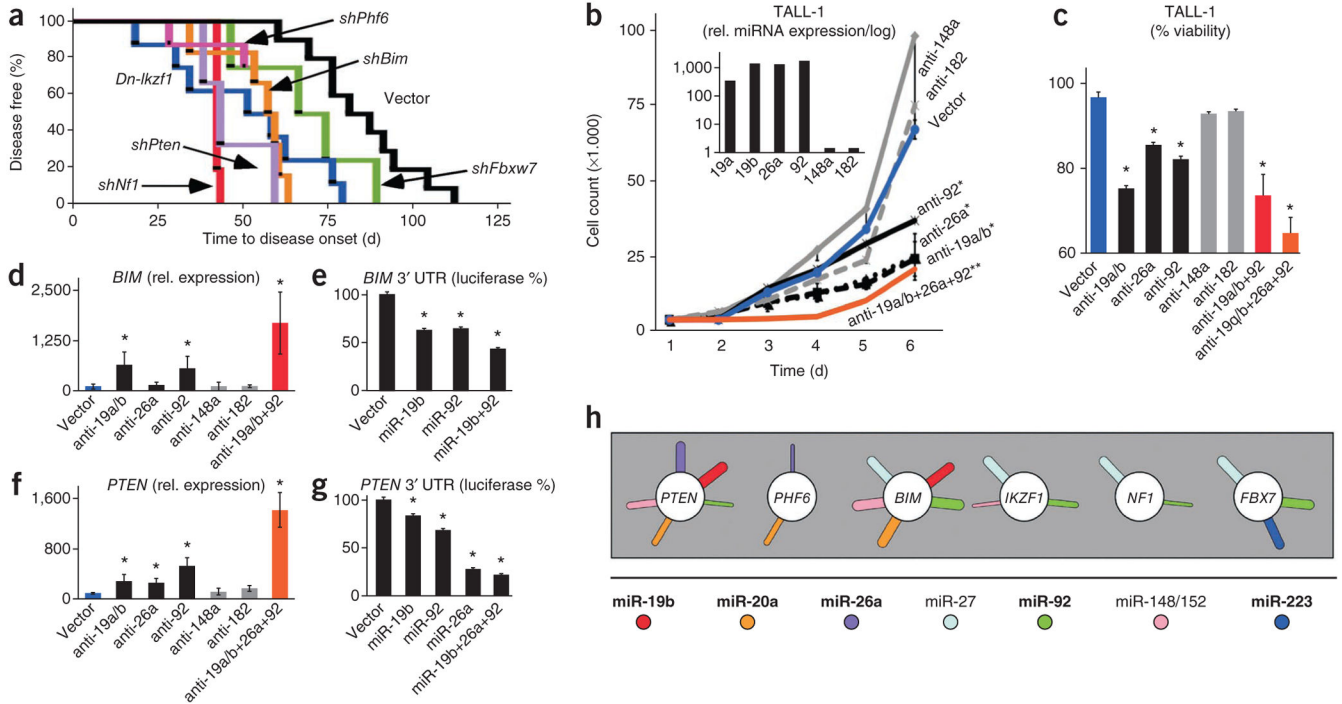 a
Disease free (%)
100
80
60
40
20
0
0
25
50
75
100
125
Time to disease onset (d)
shPhf6
shBim
Dn-Ikzf1
Vector
shPten
shNf1
shFbxw7
b
TALL-1
(rel. miRNA expression/log)
1,000
100
10
1
19a
19b
26a
92
148a
182
Cell count (×1.000)
100
75
50
25
0
1
2
3
4
5
6
Time (d)
anti-148a
anti-182
Vector
anti-92*
anti-26a*
anti-19a/b*
anti-19a/b+26a+92**
c
TALL-1
(% viability)
100
80
60
*
*
*
*
*
Vector
anti-19a/b
anti-26a
anti-92
anti-148a
anti-182
anti-19a/b+92
anti-19q/b+26a+92
d
BIM (rel. expression)
2,500
1,250
0
*
*
*
Vector
anti-19a/b
anti-26a
anti-92
anti-148a
anti-182
anti-19a/b+92
e
BIM 3′ UTR (luciferase %)
100
50
0
*
*
*
Vector
miR-19b
miR-92
miR-19b+92
f
PTEN (rel. expression)
1,600
800
0
*
*
*
*
Vector
anti-19a/b
anti-26a
anti-92
anti-148a
anti-182
anti-19a/b+26a+92
g
PTEN 3′ UTR (luciferase %)
100
50
0
*
*
*
*
Vector
miR-19b
miR-92
miR-26a
miR-19b+26a+92
h
PTEN
PHF6
BIM
IKZF1
NF1
FBX7
miR-19b
miR-20a
miR-26a
miR-27
miR-92
miR-148/152
miR-223